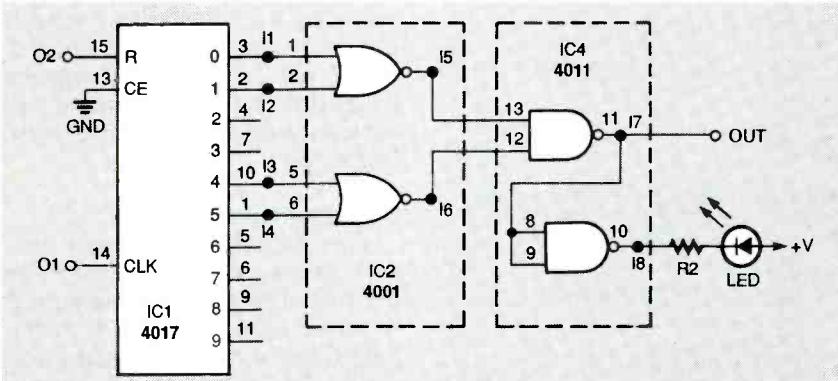 O2 15 R
13 CE
GND
O1 14 CLK
IC1
4017
0 3 I1 1
1 2 I2 2
2 4
3 7
4 10 I3 5
5 1 I4 6
6 5
7 6
8 9
9 11
I5
I6
IC2
4001
IC4
4011
13
12
11 I7 OUT
8
9
10 I8 R2 LED +V